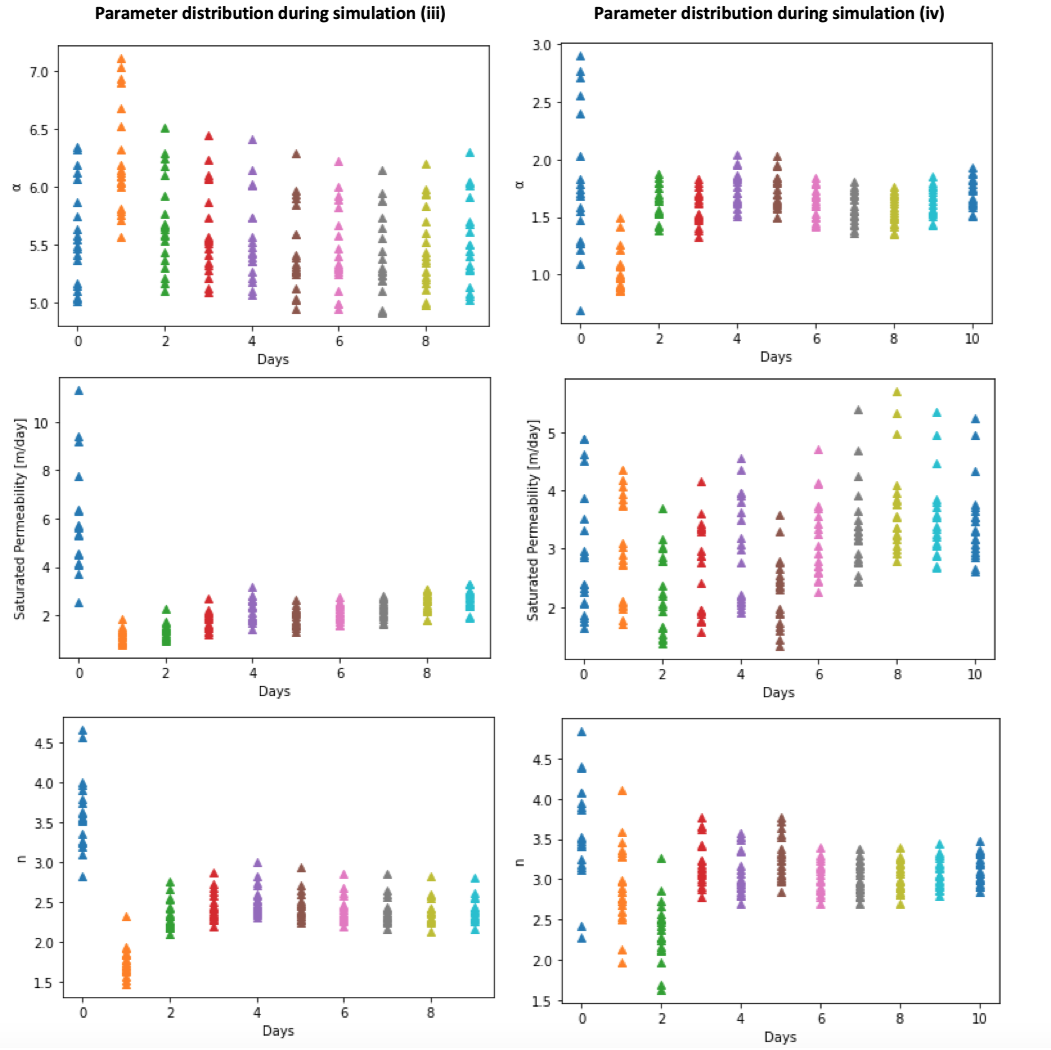 Parameter distribution during simulation (iii)
Parameter distribution during simulation (iv)
α
7.0
6.5
6.0
5.5
5.0
0 2 4 6 8
Days
α
3.0
2.5
2.0
1.5
1.0
0 2 4 6 8 10
Days
Saturated Permeability [m/day]
10
8
6
4
2
0 2 4 6 8
Days
Saturated Permeability [m/day]
5
4
3
2
0 2 4 6 8 10
Days
n
4.5
4.0
3.5
3.0
2.5
2.0
1.5
0 2 4 6 8
Days
n
4.5
4.0
3.5
3.0
2.5
2.0
1.5
0 2 4 6 8 10
Days